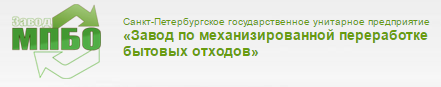 Завод
МПБО
Санкт-Петербургское государственное унитарное предприятие
«Завод по механизированной переработке
бытовых отходов»